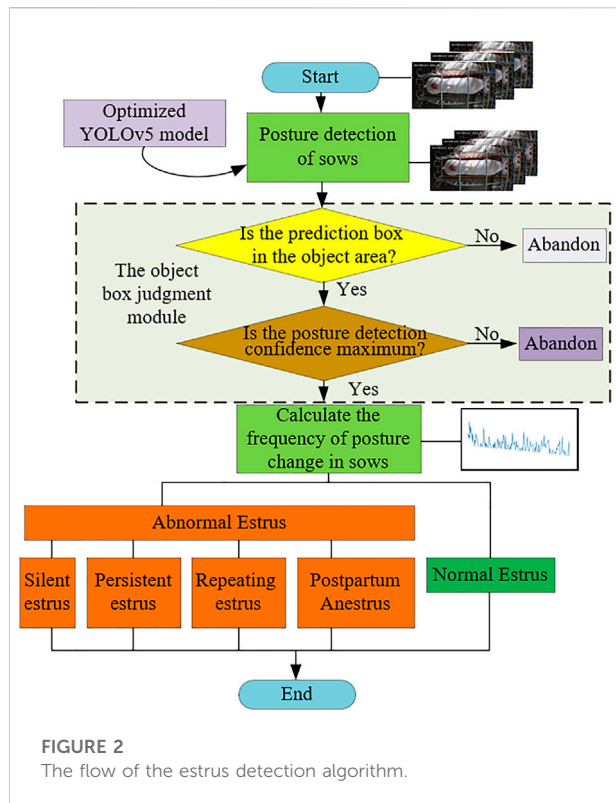 Start
Optimized
YOLOv5 model
Posture detection
of sows
Is the prediction box
in the object area?
No
Abandon
The object
box judgment
module
Yes
Is the posture detection
confidence maximum?
No
Abandon
Yes
Calculate the
frequency of posture
change in sows
Abnormal Estrus
Silent
estrus
Persistent
estrus
Repeating
estrus
Postpartum
Anestrus
Normal Estrus
End
FIGURE 2
The flow of the estrus detection algorithm.